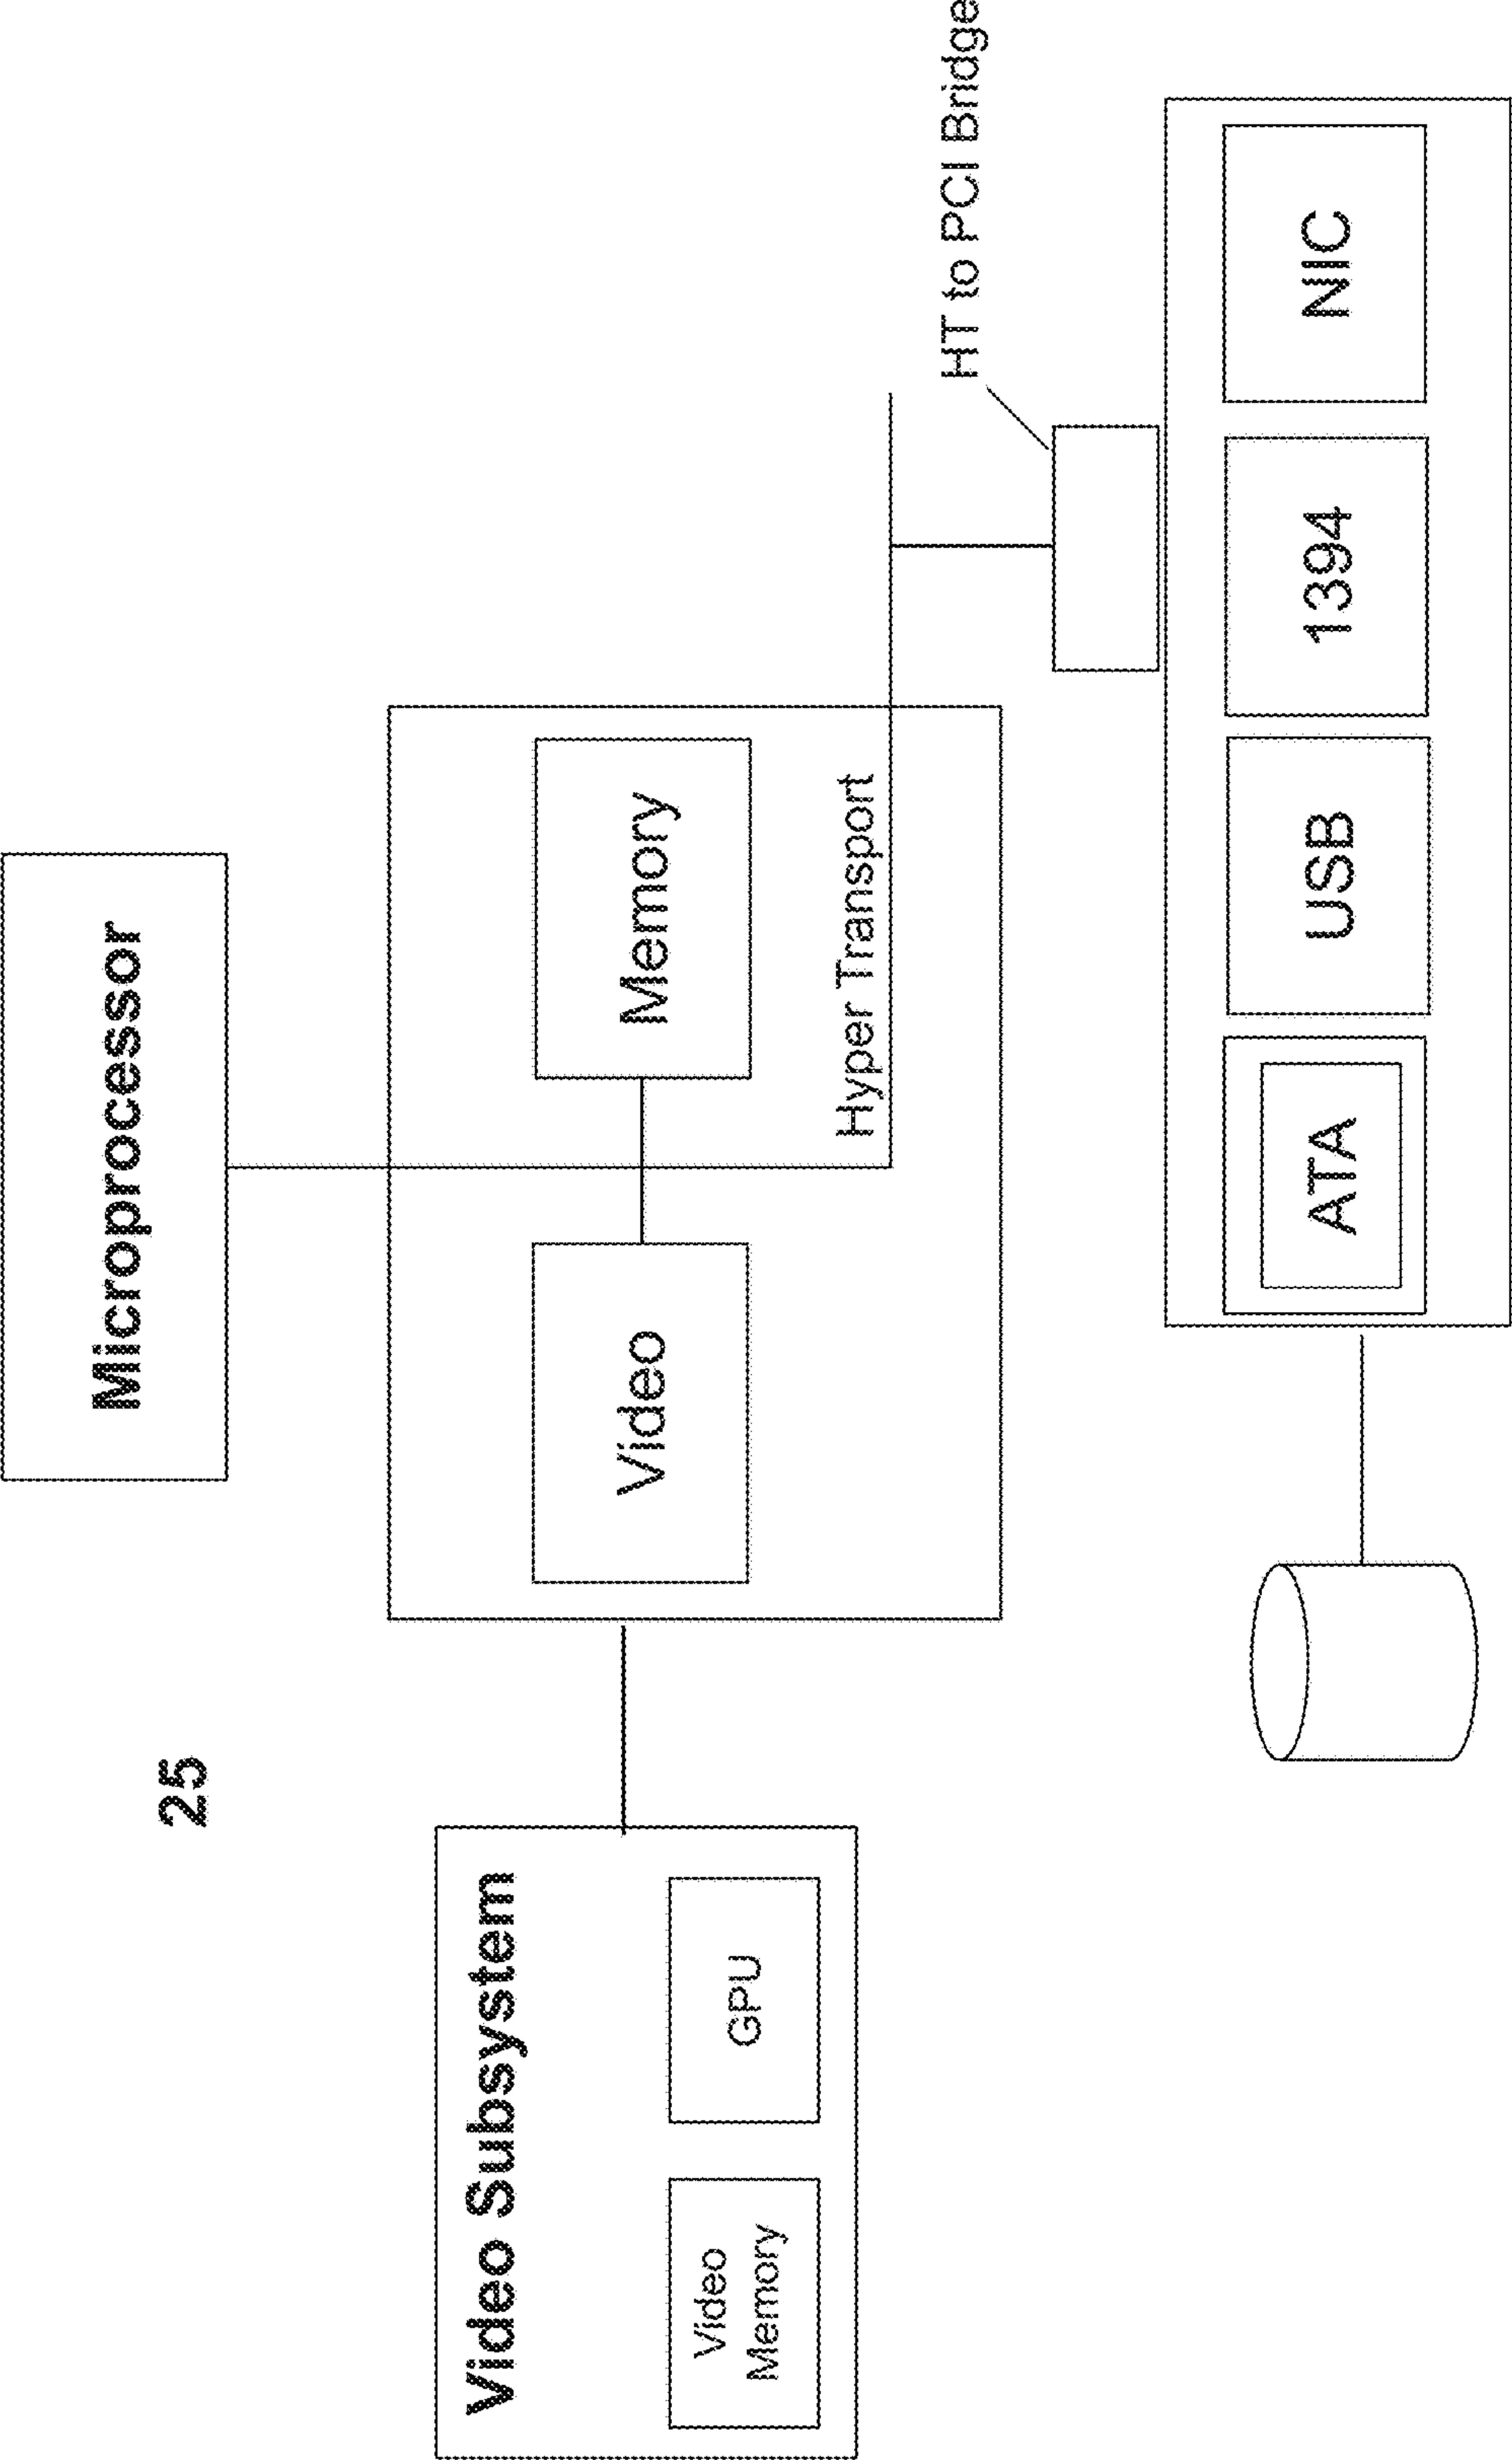 Microprocessor
25
Video Subsystem
Video
Memory
GPU
Video
Memory
Hyper Transport
HT to PCI Bridge
ATA
USB
1394
NIC